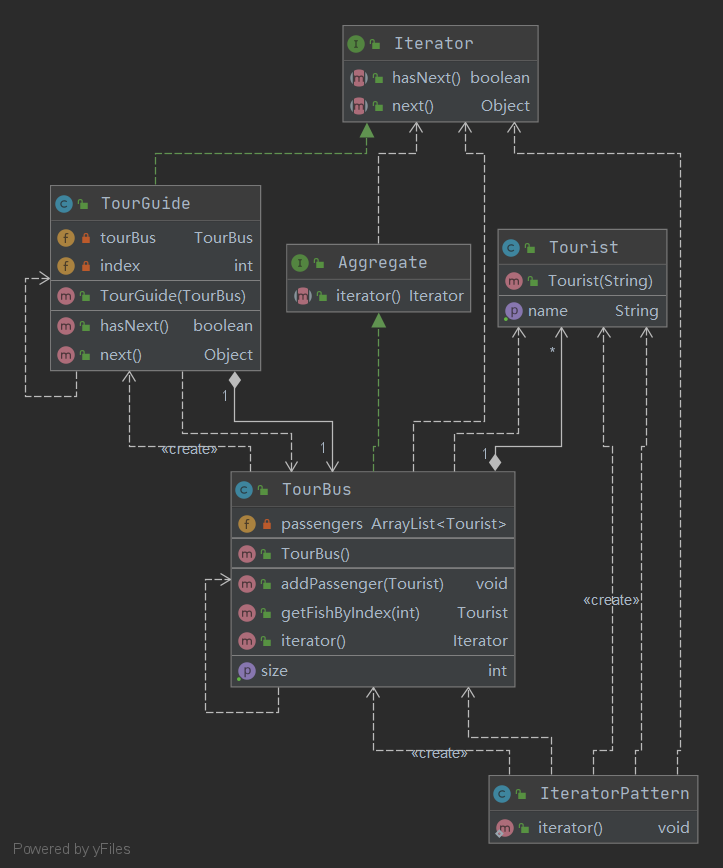 Iterator
hasNext() boolean
next() Object
TourGuide
tourBus TourBus
index int
TourGuide(TourBus)
hasNext() boolean
next() Object
Aggregate
iterator() Iterator
Tourist
Tourist(String)
name String
*
1
1
1
«create»
TourBus
passengers ArrayList<Tourist>
TourBus()
addPassenger(Tourist) void
getFishByIndex(int) Tourist
iterator() Iterator
size int
«create»
«create»
IteratorPattern
iterator() void
Powered by yFiles